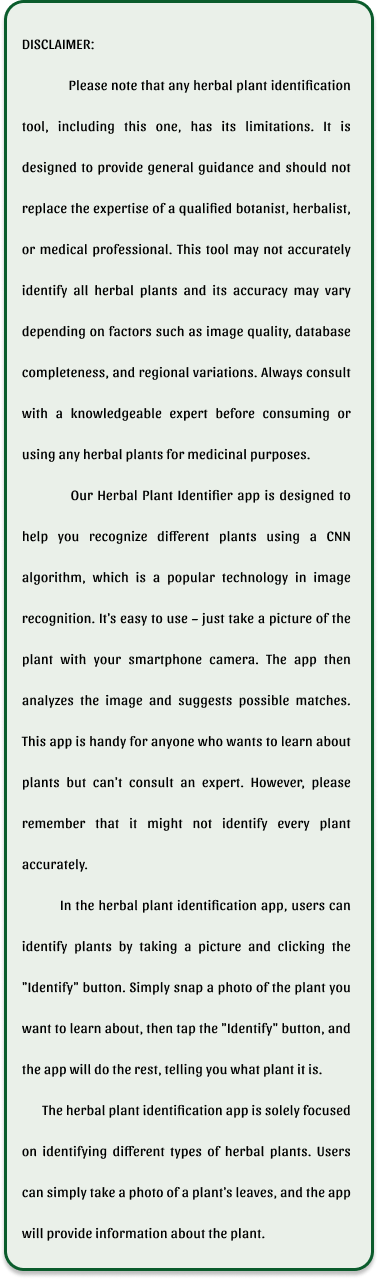 DISCLAIMER:
Please note that any herbal plant identification
tool, including this one, has its limitations. It is
designed to provide general guidance and should not
replace the expertise of a qualified botanist, herbalist,
or medical professional. This tool may not accurately
identify all herbal plants and its accuracy may vary
depending on factors such as image quality, database
completeness, and regional variations. Always consult
with a knowledgeable expert before consuming or
using any herbal plants for medicinal purposes.
Our Herbal Plant Identifier app is designed to
help you recognize different plants using a CNN
algorithm, which is a popular technology in image
recognition. It's easy to use – just take a picture of the
plant with your smartphone camera. The app then
analyzes the image and suggests possible matches.
This app is handy for anyone who wants to learn about
plants but can't consult an expert. However, please
remember that it might not identify every plant
accurately.
In the herbal plant identification app, users can
identify plants by taking a picture and clicking the
"Identify" button. Simply snap a photo of the plant you
want to learn about, then tap the "Identify" button, and
the app will do the rest, telling you what plant it is.
The herbal plant identification app is solely focused
on identifying different types of herbal plants. Users
can simply take a photo of a plant's leaves, and the app
will provide information about the plant.